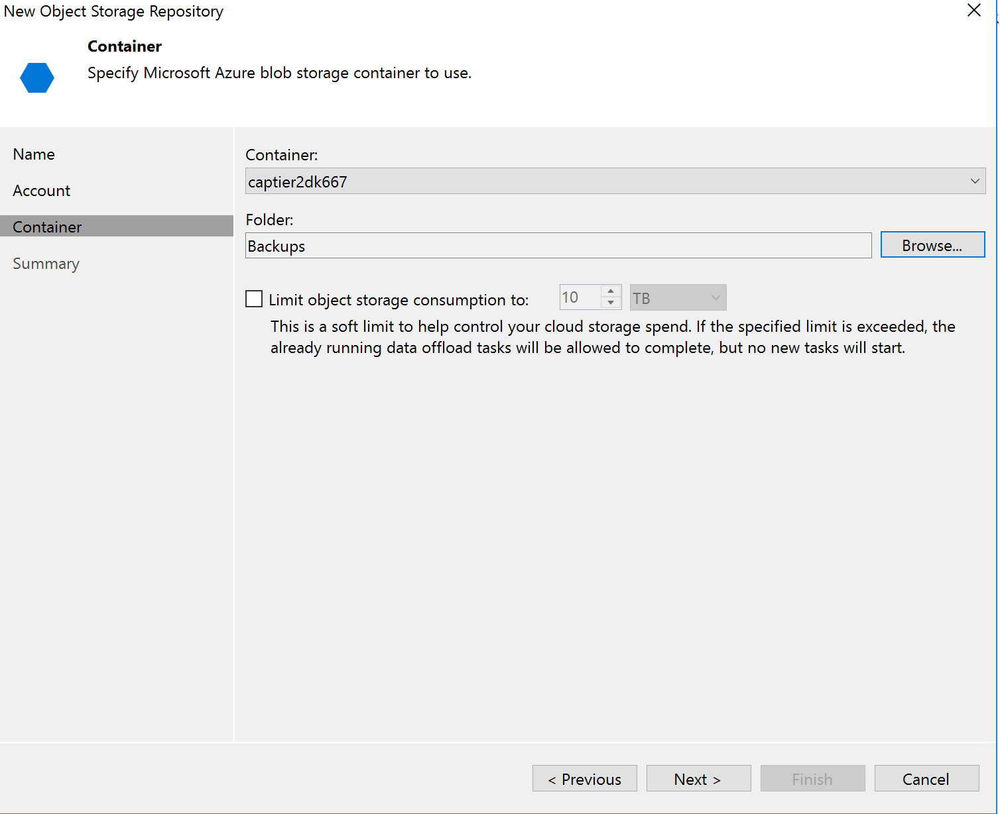 New Object Storage Repository
Container
Specify Microsoft Azure blob storage container to use.
Name
Account
Container
Summary
Container:
captier2dk667
Folder:
Backups
Browse...
Limit object storage consumption to:
10
TB
This is a soft limit to help control your cloud storage spend. If the specified limit is exceeded, the
already running data offload tasks will be allowed to complete, but no new tasks will start.
< Previous
Next >
Finish
Cancel